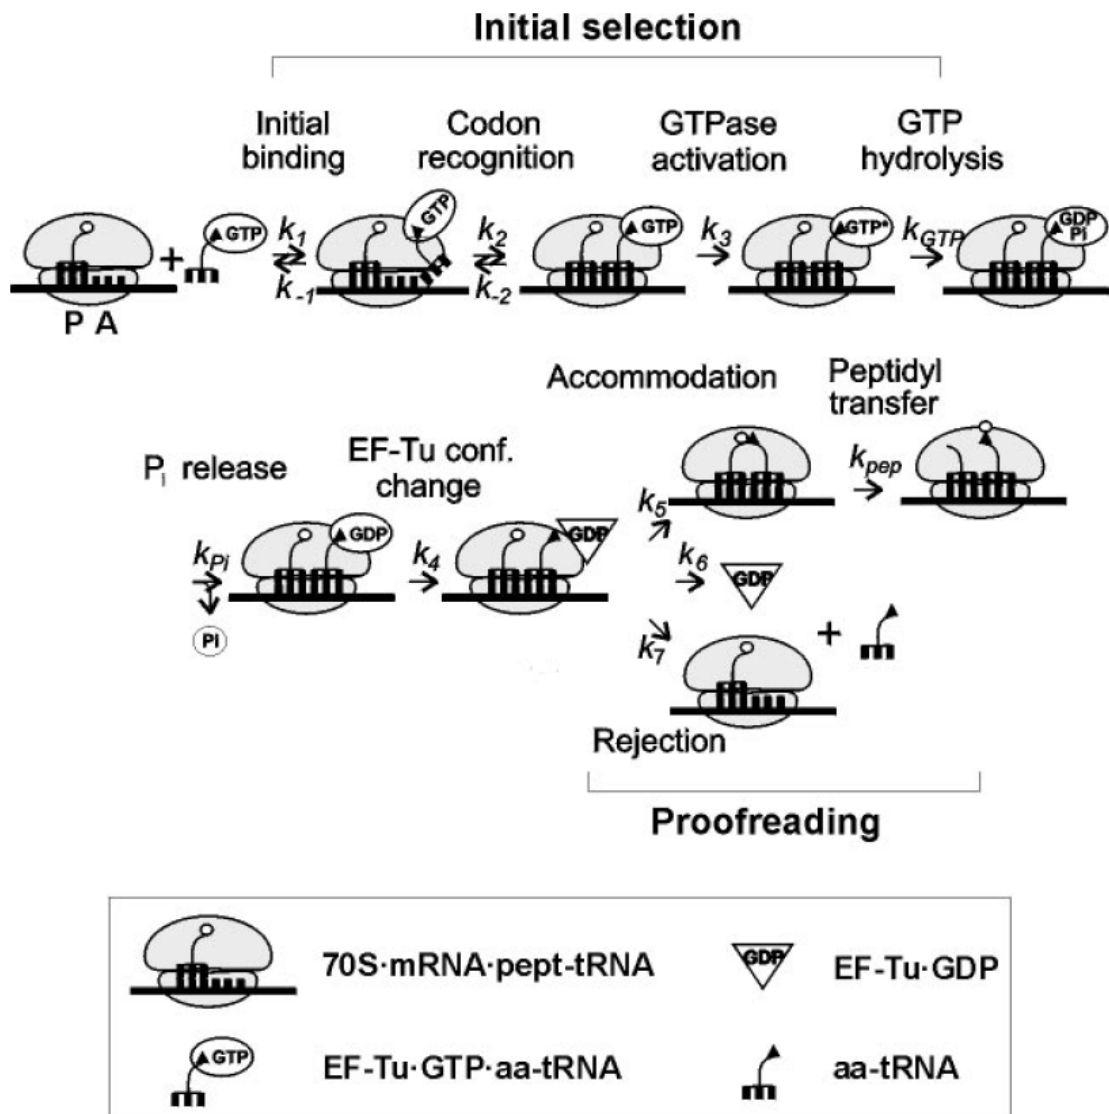 Initial selection
Initial
binding
Codon
recognition
GTPase
activation
GTP
hydrolysis
+
GTP
k1
k-1
GTP
k2
k-2
GTP
k3
GTP*
kGTP
GDP
Pi
P A
Accommodation
Peptidyl
transfer
Pi release
EF-Tu conf.
change
kPi
Pi
GDP
k4
GDP
k5
kpep
k6
GDP
k7
+
Rejection
Proofreading
70S·mRNA·pept-tRNA
GDP
EF-Tu·GDP
GTP
EF-Tu·GTP·aa-tRNA
aa-tRNA